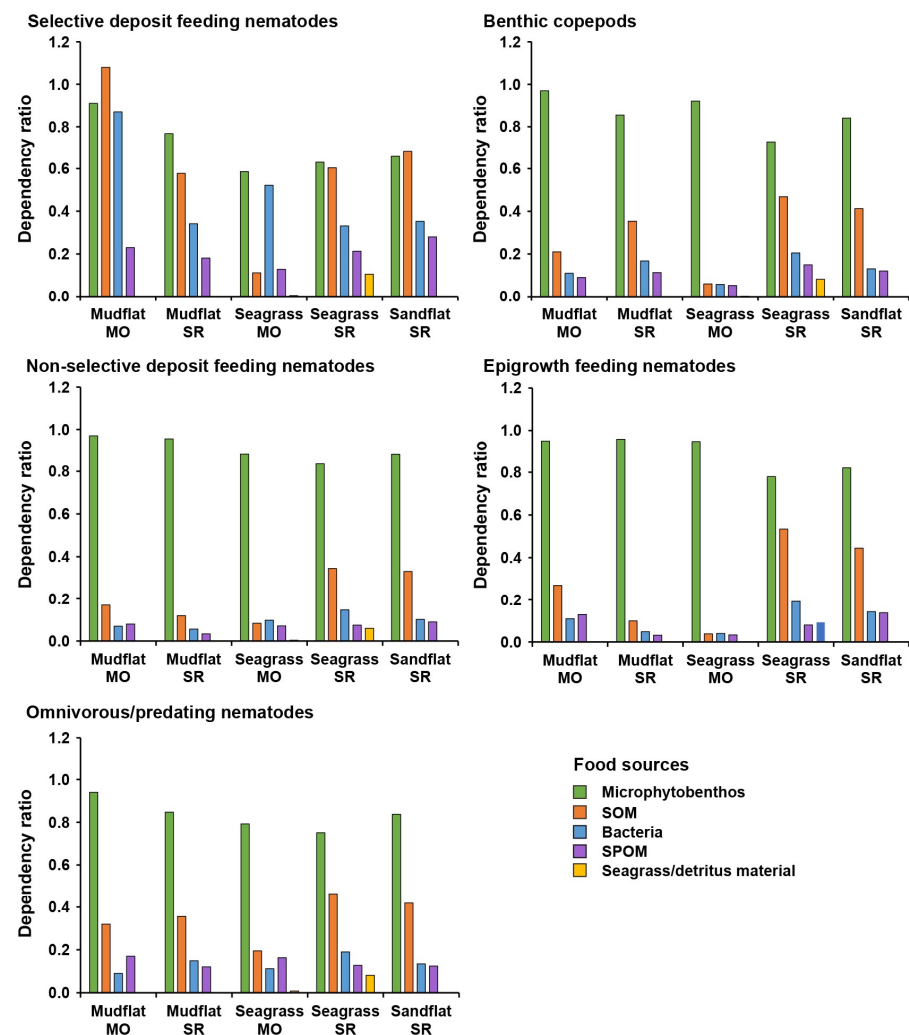 Selective deposit feeding nematodes
1.2
1.0
0.8
0.6
0.4
0.2
0.0
Dependency ratio
Mudflat Mudflat Seagrass Seagrass Sandflat
MO SR MO SR SR
Benthic copepods
1.2
1.0
0.8
0.6
0.4
0.2
0.0
Dependency ratio
Mudflat Mudflat Seagrass Seagrass Sandflat
MO SR MO SR SR
Non-selective deposit feeding nematodes
1.2
1.0
0.8
0.6
0.4
0.2
0.0
Dependency ratio
Mudflat Mudflat Seagrass Seagrass Sandflat
MO SR MO SR SR
Epigrowth feeding nematodes
1.2
1.0
0.8
0.6
0.4
0.2
0.0
Dependency ratio
Mudflat Mudflat Seagrass Seagrass Sandflat
MO SR MO SR SR
Omnivorous/predating nematodes
1.2
1.0
0.8
0.6
0.4
0.2
0.0
Dependency ratio
Mudflat Mudflat Seagrass Seagrass Sandflat
MO SR MO SR SR
Food sources
Microphytobenthos
SOM
Bacteria
SPOM
Seagrass/detritus material